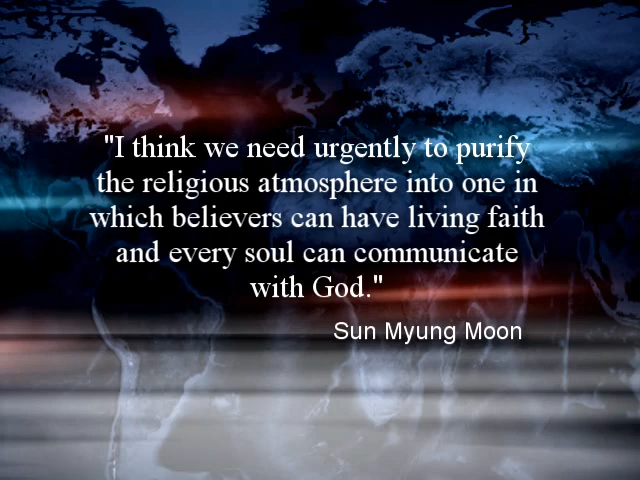 "I think we need urgently to purify
the religious atmosphere into one in
which believers can have living faith
and every soul can communicate
with God."
Sun Myung Moon